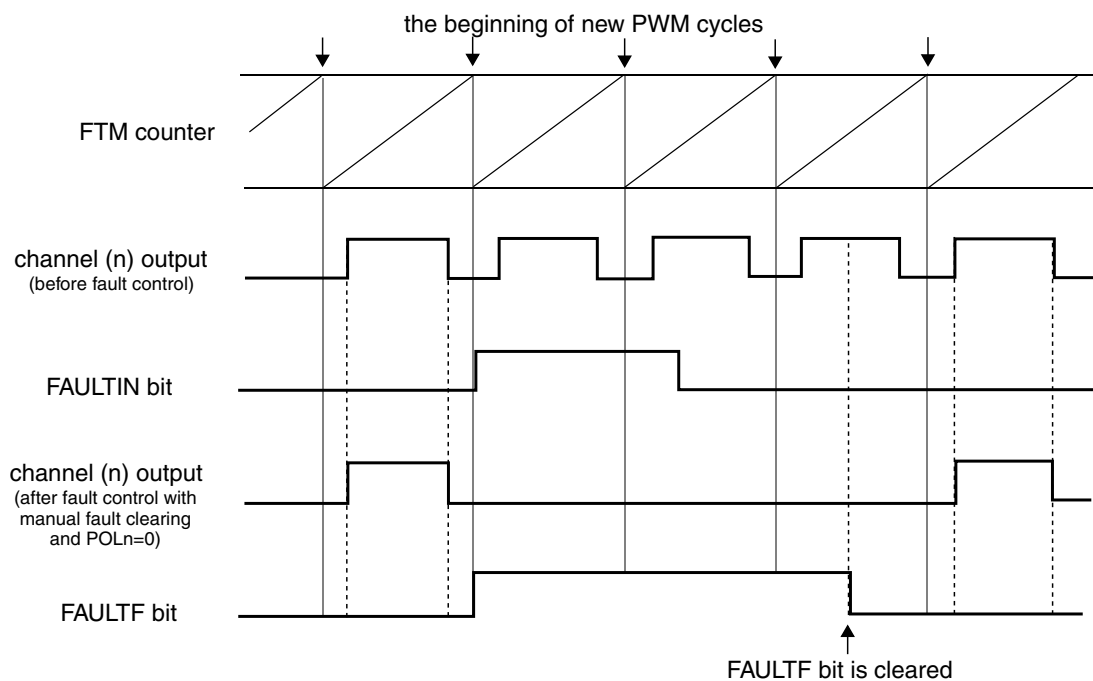 the beginning of new PWM cycles
FTM counter
channel (n) output
(before fault control)
FAULTIN bit
channel (n) output
(after fault control with
manual fault clearing
and POLn=0)
FAULTF bit
FAULTF bit is cleared